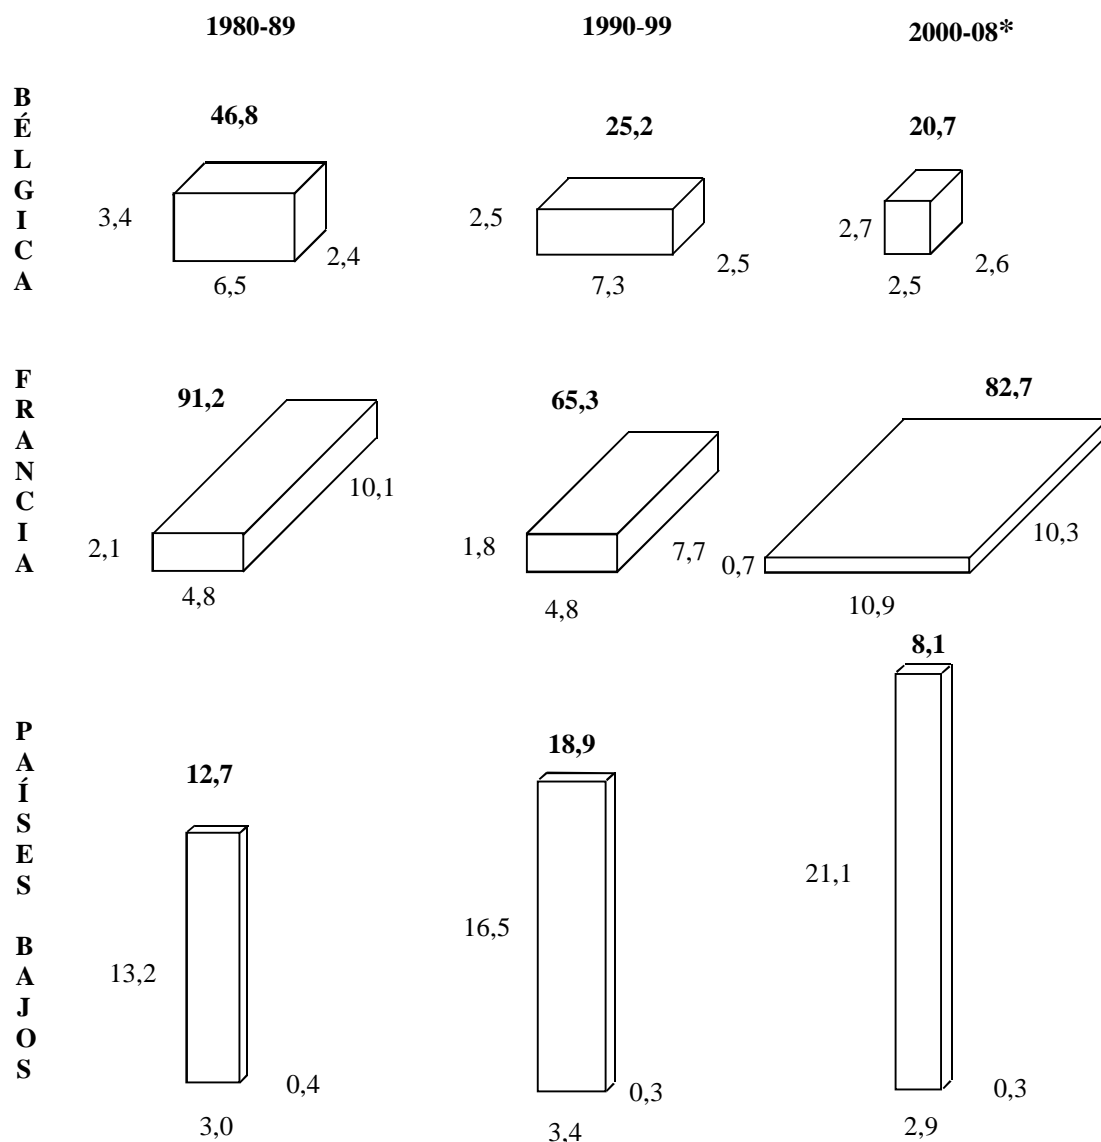 1980-89 1990-99 2000-08*
BÉLGICA
46,8 25,2 20,7
3,4 2,5 2,7
2,4 2,5 2,6
6,5 7,3 2,5
FRANCIA
91,2 65,3 82,7
10,1 10,3
2,1 1,8 7,7 0,7
4,8 4,8 10,9
PAÍSES BAJOS
12,7 18,9 8,1
13,2 16,5 21,1
0,4 0,3 0,3
3,0 3,4 2,9